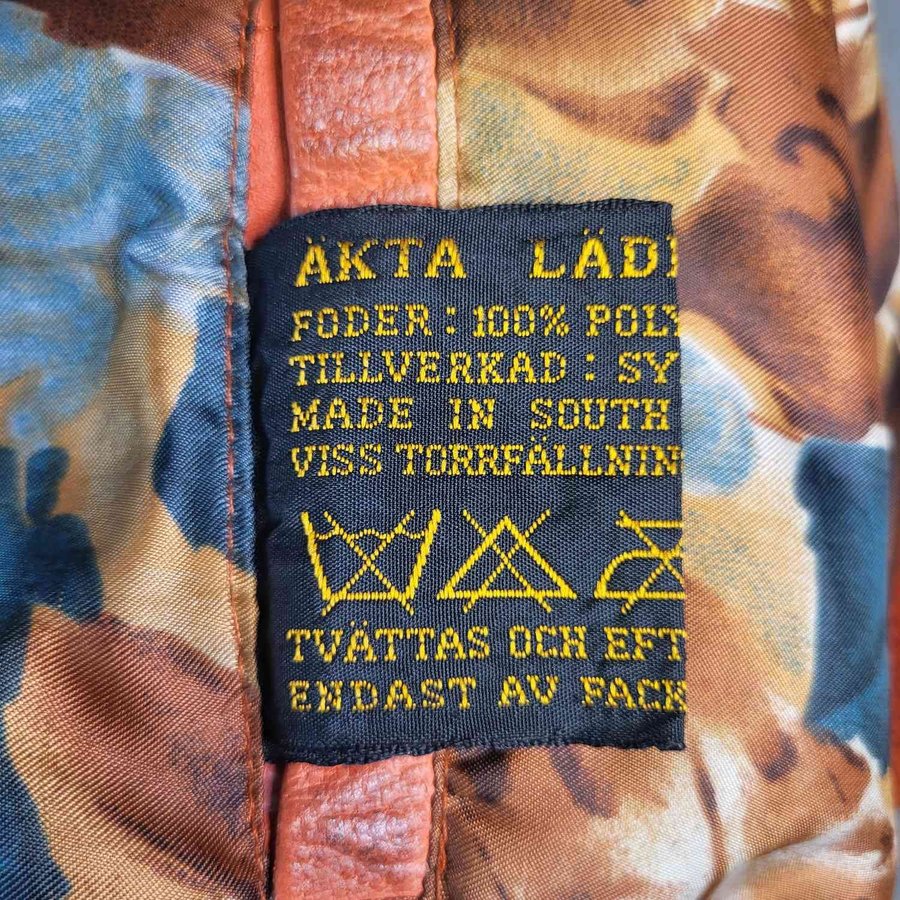 ÄKTA LÄD
FODER : 100% POLY
TILLVERKAD : SY
MADE IN SOUTH
VISS TORRFÄLLNIN
TVÄTTAS OCH EFT
ENDAST AV FACK